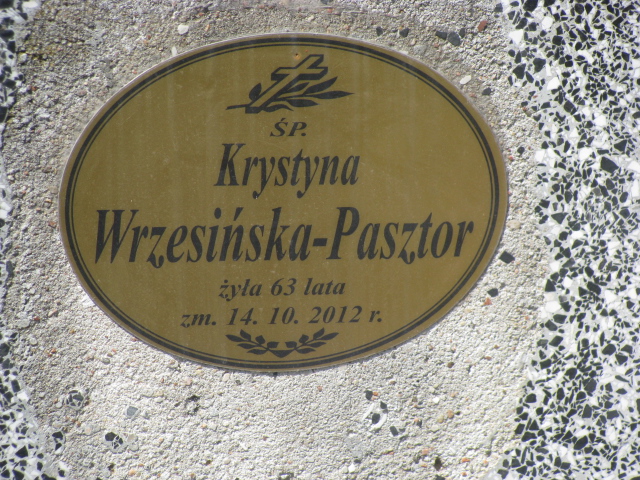 ŚP.
Krystyna
Wrzesińska-Pasztor
żyła 63 lata
zm. 14. 10. 2012 r.